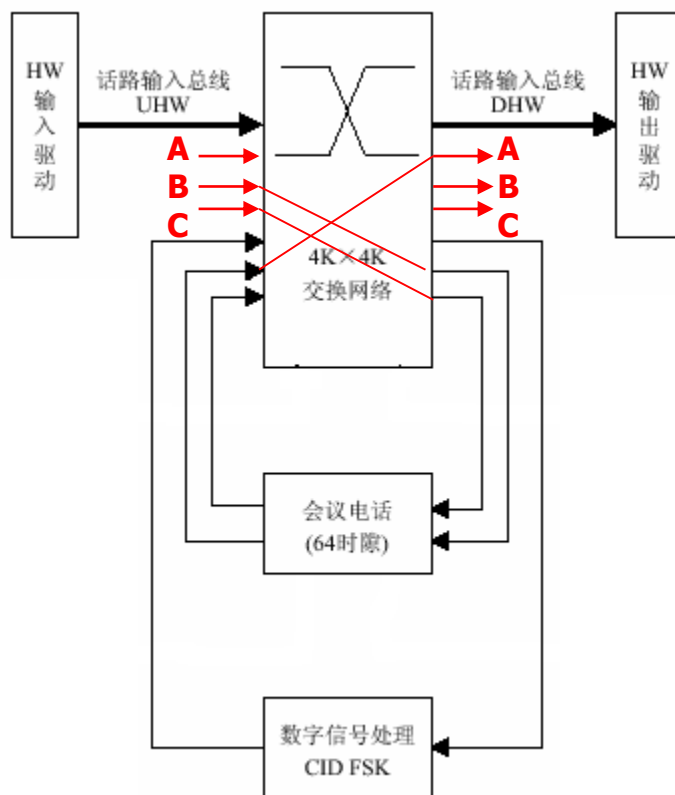 HW
输
入
驱
动
话路输入总线
UHW
话路输入总线
DHW
HW
输
出
驱
动
A
B
C
A
B
C
4K×4K
交换网络
会议电话
(64时隙)
数字信号处理
CID FSK